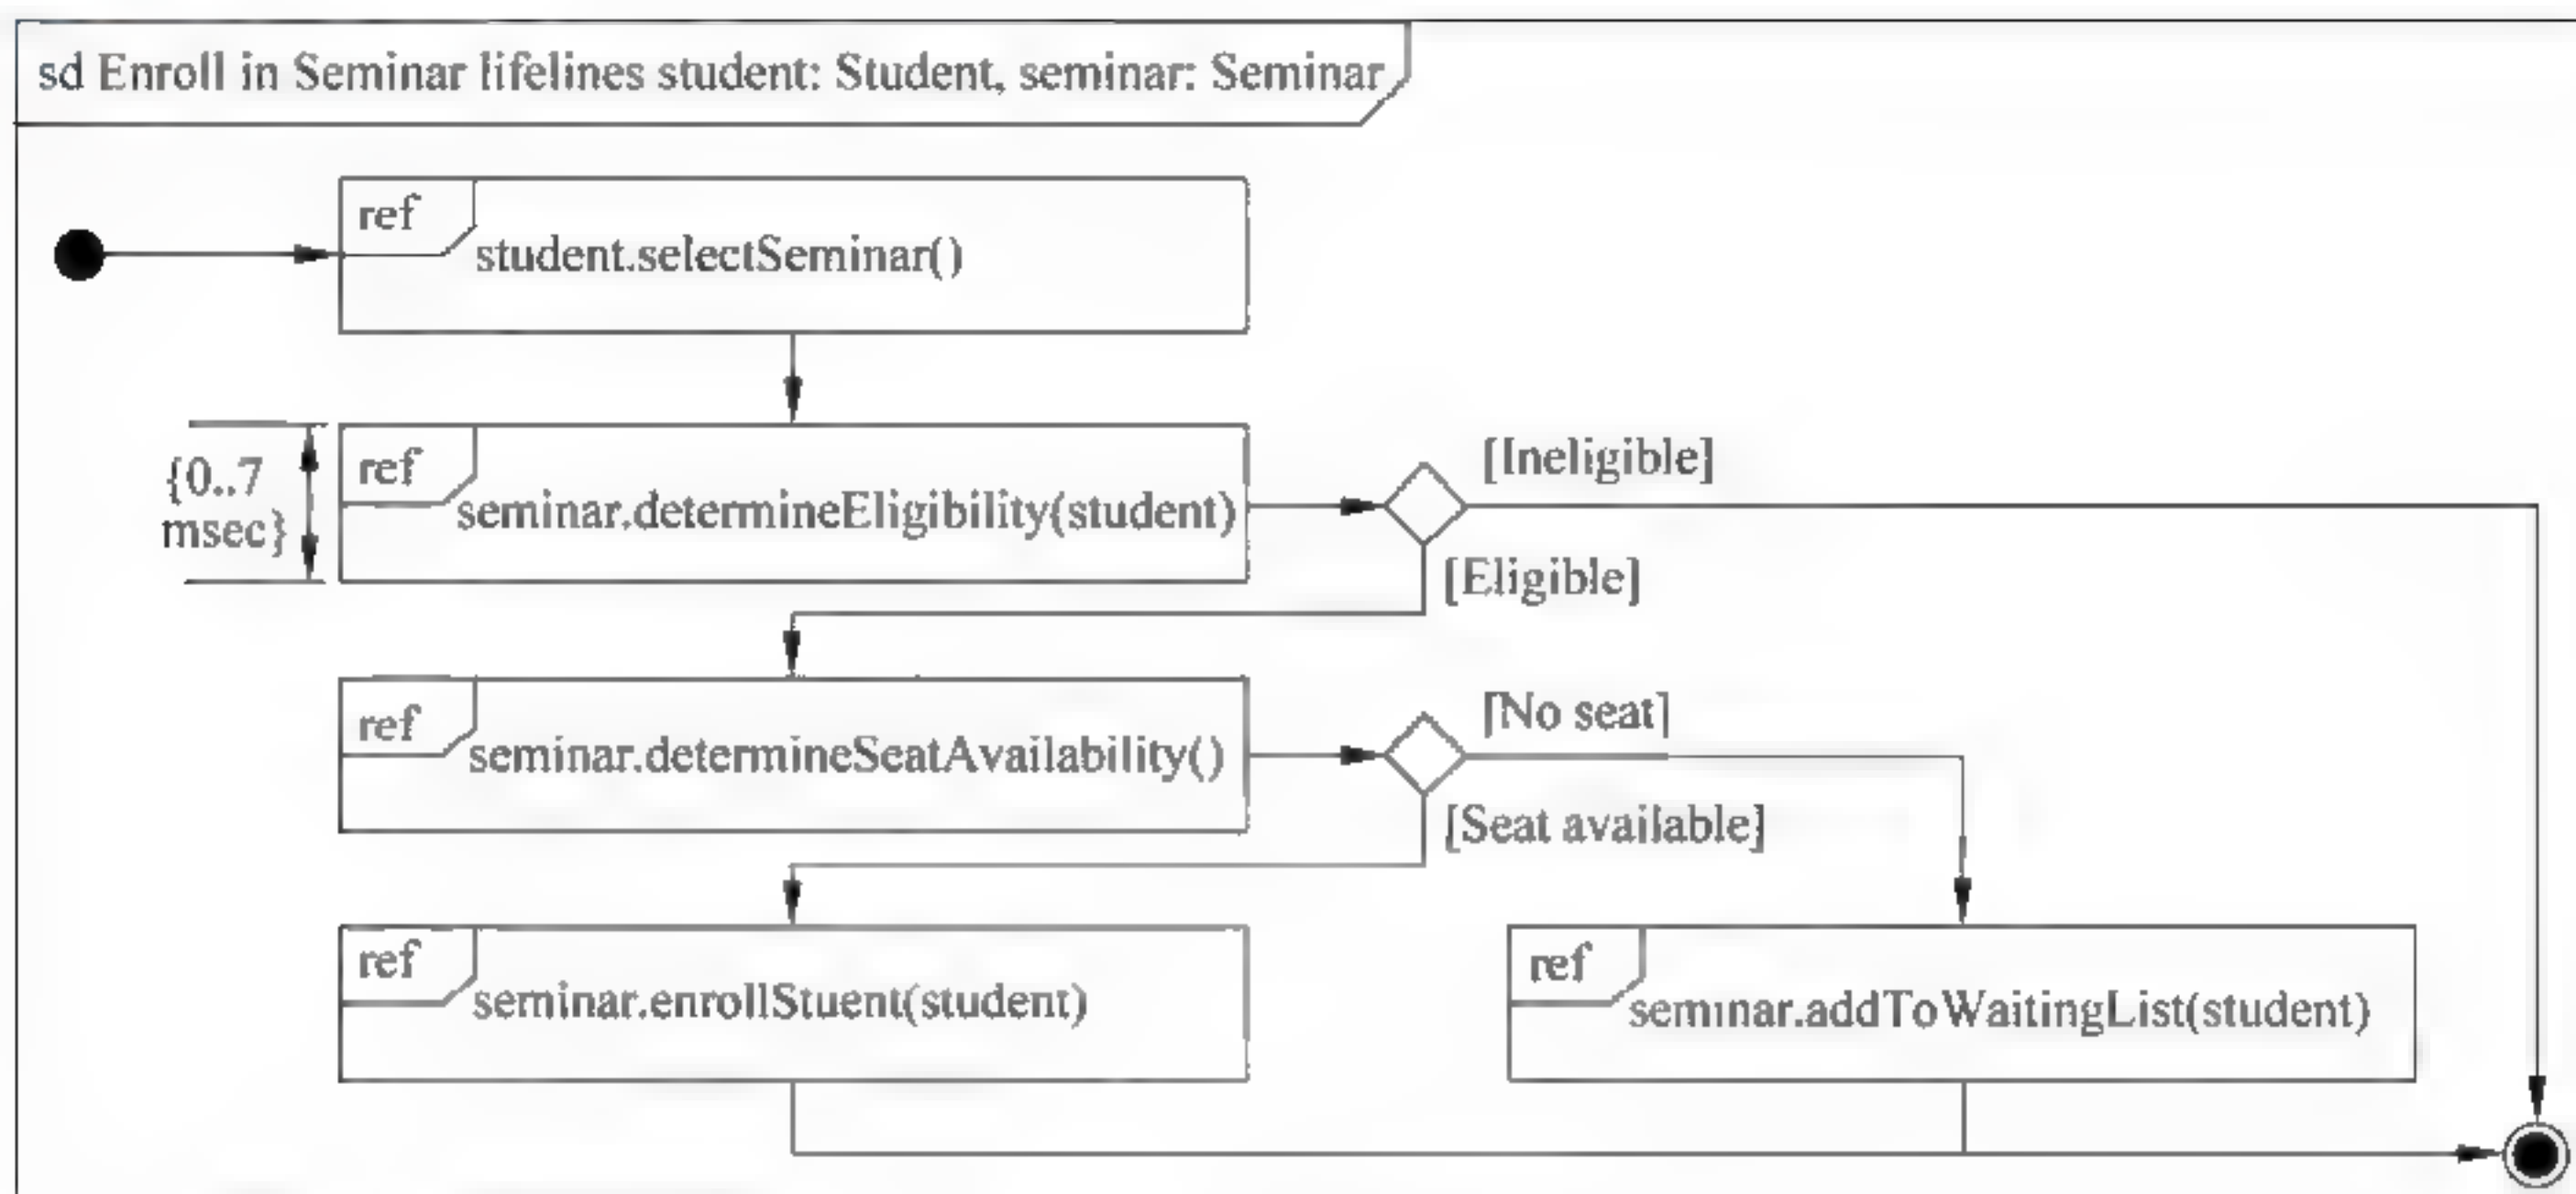 sd Enroll in Seminar lifelines student: Student, seminar: Seminar
ref
student.selectSeminar()
{0..7
msec}
ref
seminar.determineEligibility(student)
[Ineligible]
[Eligible]
ref
seminar.determineSeatAvailability()
[No seat]
[Seat available]
ref
seminar.enrollStuent(student)
ref
seminar.addToWaitingList(student)